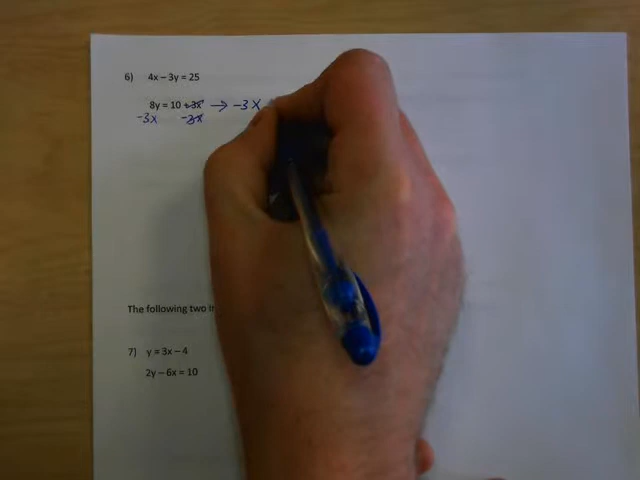 6) 4x – 3y = 25
8y = 10 + 3x → -3x
-3x -3x
The following two
7) y = 3x – 4
2y – 6x = 10